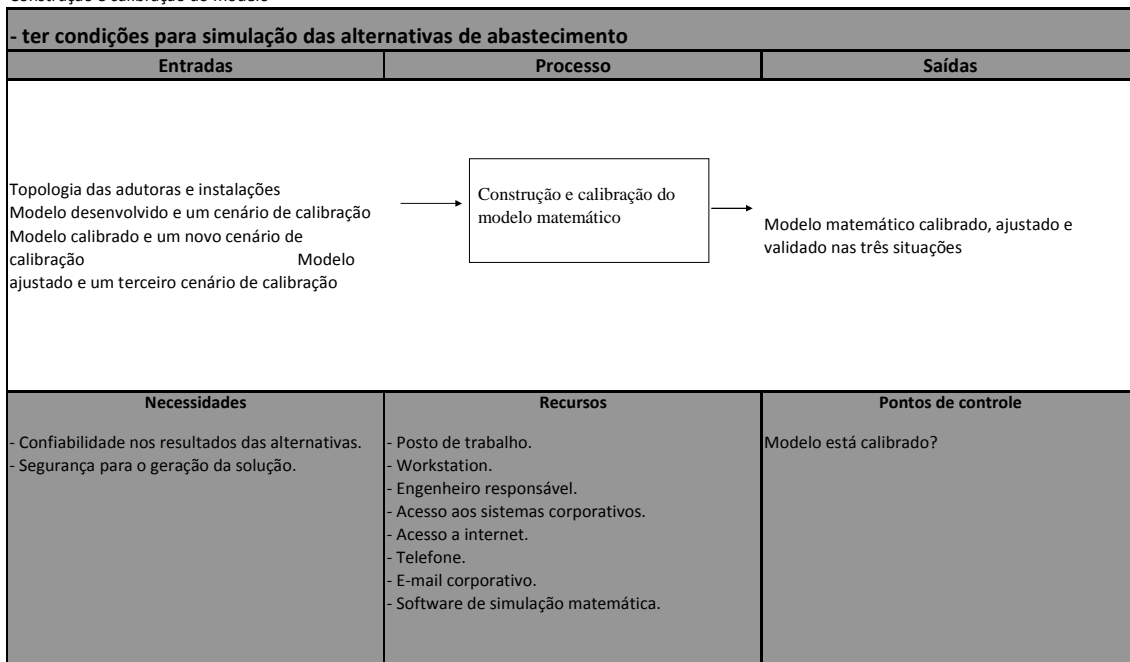 Construção e calibração do modelo
- ter condições para simulação das alternativas de abastecimento
Entradas
Processo
Saídas
Topologia das adutoras e instalações
Modelo desenvolvido e um cenário de calibração
Modelo calibrado e um novo cenário de
calibração Modelo
ajustado e um terceiro cenário de calibração
Construção e calibração do
modelo matemático
Modelo matemático calibrado, ajustado e
validado nas três situações
Necessidades
- Confiabilidade nos resultados das alternativas.
- Segurança para o geração da solução.
Recursos
- Posto de trabalho.
- Workstation.
- Engenheiro responsável.
- Acesso aos sistemas corporativos.
- Acesso a internet.
- Telefone.
- E-mail corporativo.
- Software de simulação matemática.
Pontos de controle
Modelo está calibrado?